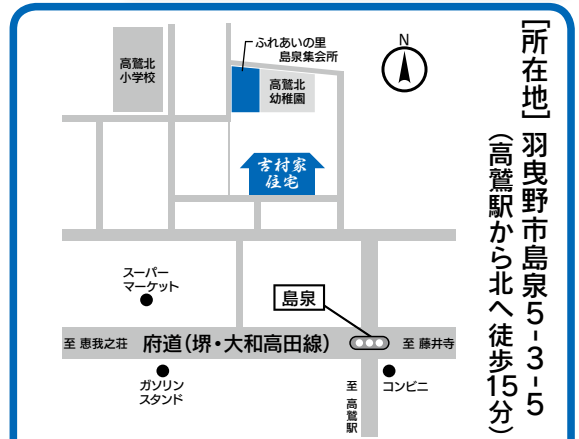 [所在地] 羽曳野市島泉5-3-5
(高鷲駅から北へ徒歩15分)
N
ふれあいの里
島泉集会所
高鷲北
小学校
高鷲北
幼稚園
吉村家
住宅
スーパー
マーケット
島泉
至 恵我之荘
府道(堺・大和高田線)
至 藤井寺
ガソリン
スタンド
至 高鷲駅
コンビニ